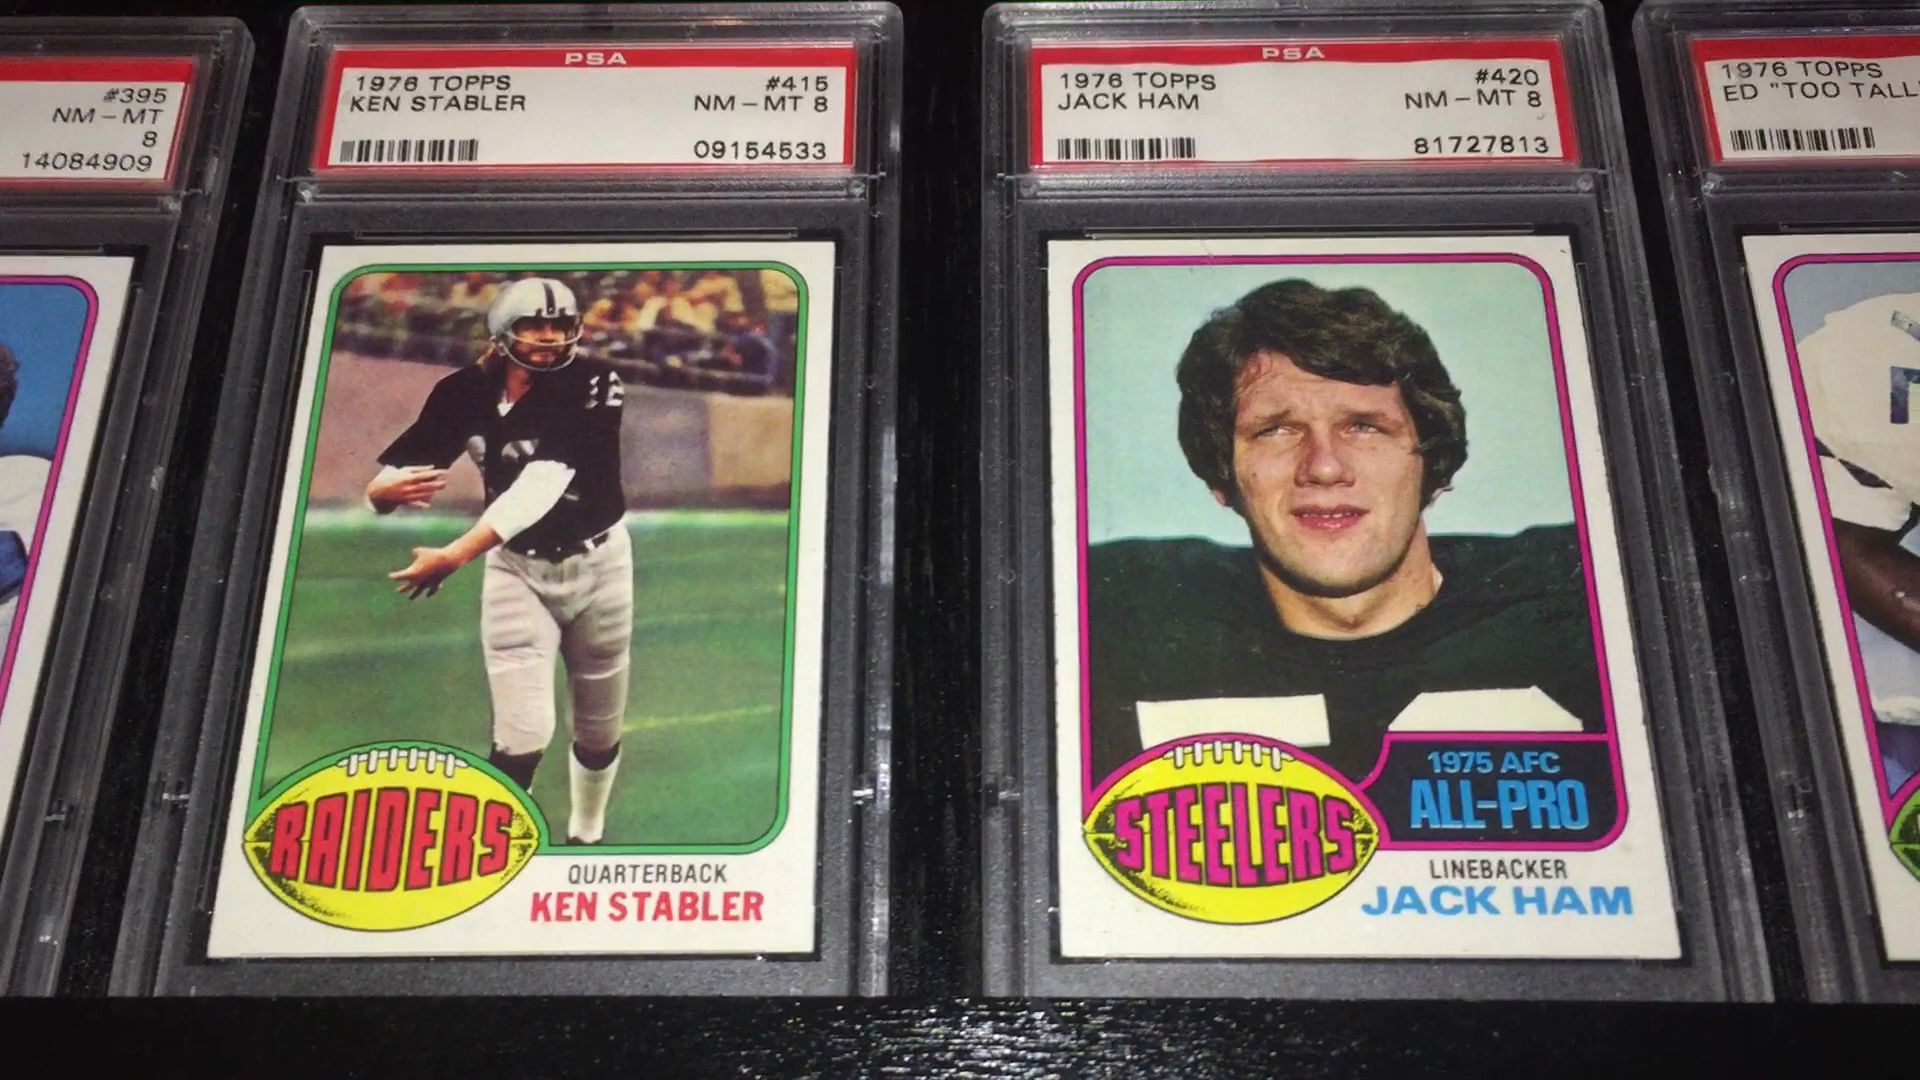 #395
NM-MT
8
14084909
PSA
1976 TOPPS #415
KEN STABLER NM-MT 8
09154533
12
RAIDERS
QUARTERBACK
KEN STABLER
PSA
1976 TOPPS #420
JACK HAM NM-MT 8
81727813
1975 AFC
ALL-PRO
STEELERS
LINEBACKER
JACK HAM
1976 TOPPS
ED "TOO TALL"